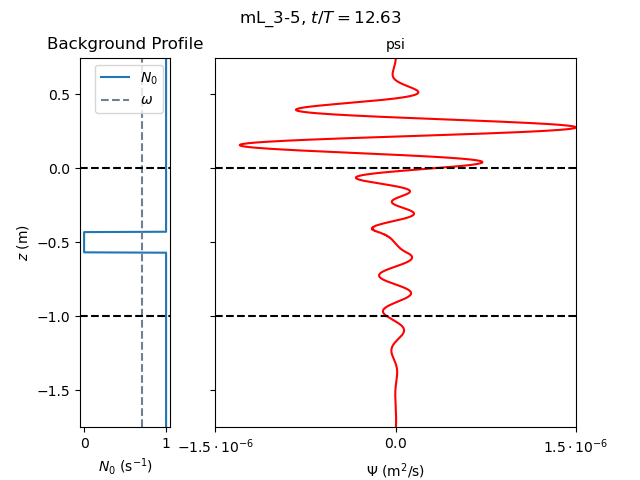 mL_3-5, t/T = 12.63
Background Profile
psi
N₀
ω
0.5
0.0
−0.5
−1.0
−1.5
z (m)
0
1
N₀ (s⁻¹)
−1.5 · 10⁻⁶
0.0
1.5 · 10⁻⁶
Ψ (m²/s)